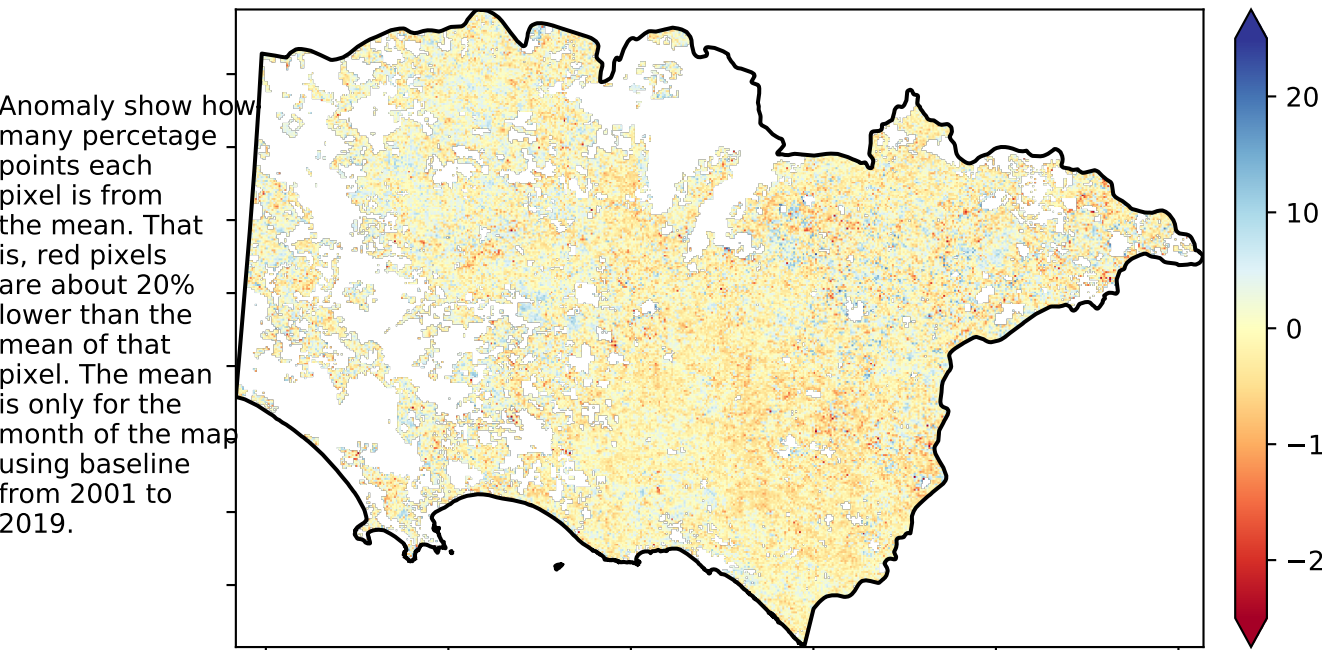 Anomaly show how
many percetage
points each
pixel is from
the mean. That
is, red pixels
are about 20%
lower than the
mean of that
pixel. The mean
is only for the
month of the map
using baseline
from 2001 to
2019.
20
10
0
−1
−2